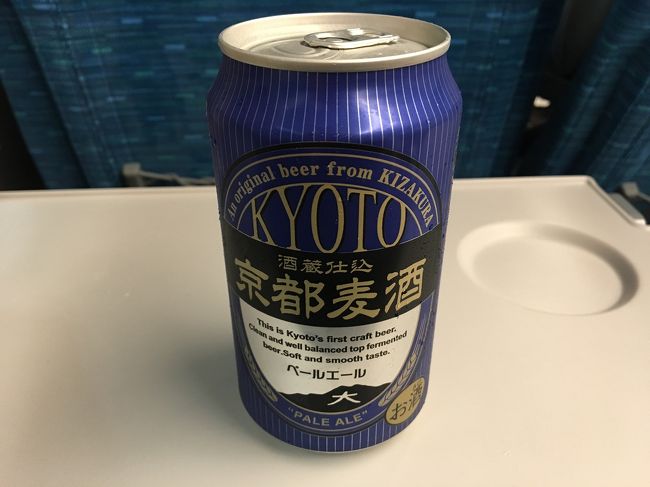 An original beer from KIZAKURA
KYOTO
酒蔵仕込
京都麦酒
This is Kyoto's first craft beer.
Clean and well balanced top fermented
beer.Soft and smooth taste.
ペールエール
大
"PALE ALE"
お酒